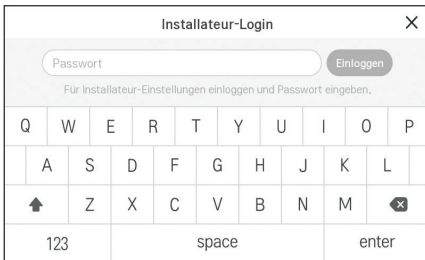 Installateur-Login
Passwort
Einloggen
Für Installateur-Einstellungen einloggen und Passwort eingeben.
Q W E R T Y U I O P
A S D F G H J K L
Z X C V B N M
123 space enter